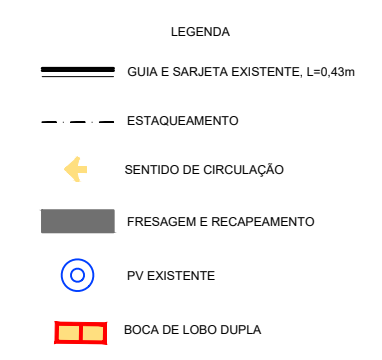 LEGENDA
GUIA E SARJETA EXISTENTE, L=0,43m
ESTAQUEAMENTO
SENTIDO DE CIRCULAÇÃO
FRESAGEM E RECAPEAMENTO
PV EXISTENTE
BOCA DE LOBO DUPLA